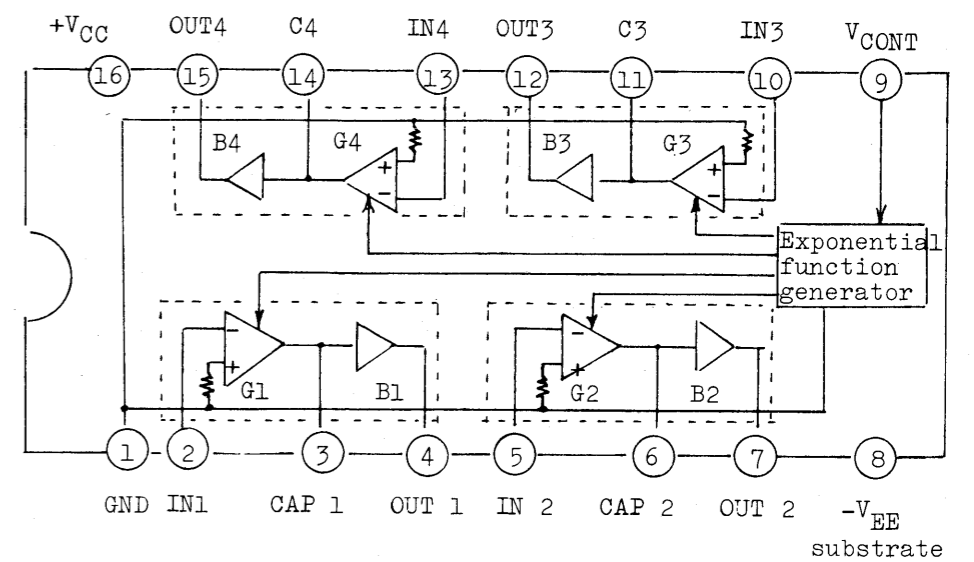 +VCC OUT4 C4 IN4 OUT3 C3 IN3 VCONT
16 15 14 13 12 11 10 9
B4 G4 B3 G3
+ +
− −
Exponential
function
generator
− −
+ +
G1 B1 G2 B2
1 2 3 4 5 6 7 8
GND IN1 CAP 1 OUT 1 IN 2 CAP 2 OUT 2 -VEE
substrate